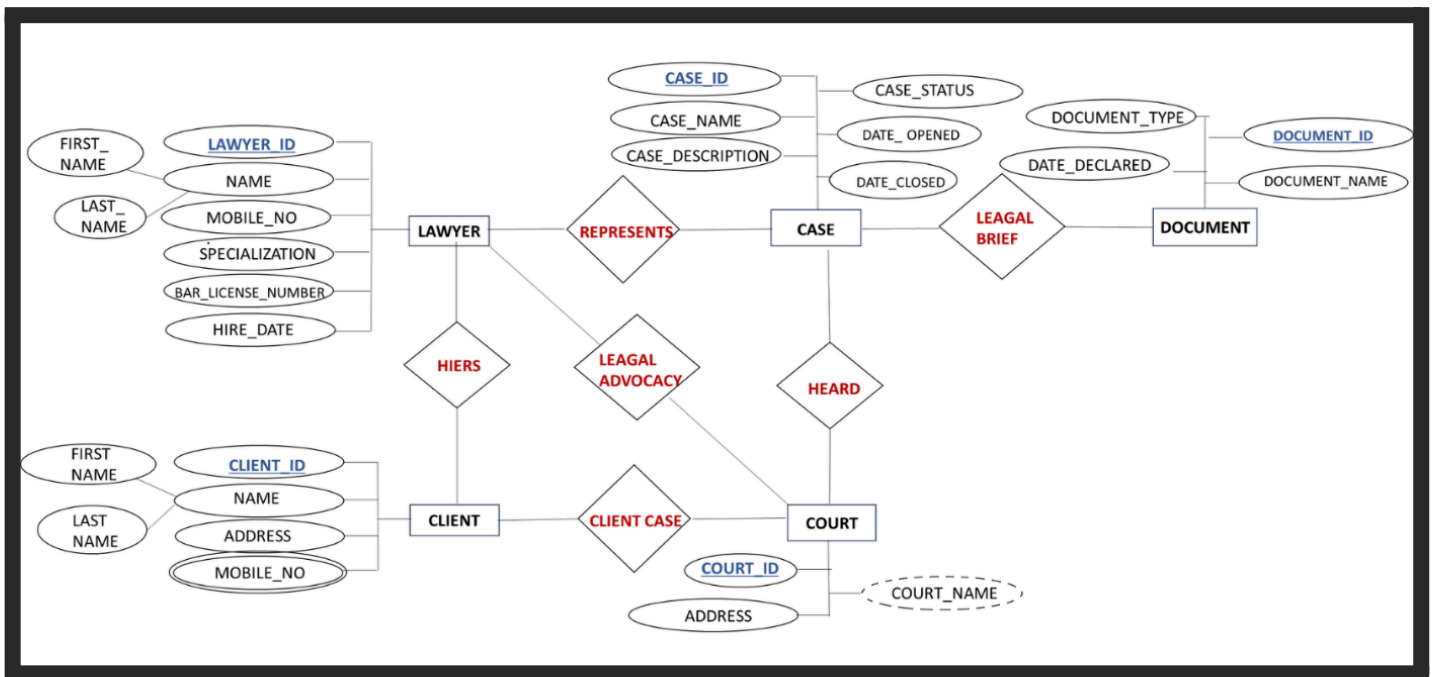 CASE_ID
CASE_STATUS
CASE_NAME
DATE_ OPENED
CASE_DESCRIPTION
DATE_CLOSED
DOCUMENT_TYPE
DOCUMENT_ID
DATE_DECLARED
DOCUMENT_NAME
FIRST_
NAME
LAWYER_ID
NAME
LAST_
NAME
MOBILE_NO
SPECIALIZATION
BAR_LICENSE_NUMBER
HIRE_DATE
LAWYER
REPRESENTS
CASE
LEAGAL
BRIEF
DOCUMENT
HIERS
LEAGAL
ADVOCACY
HEARD
FIRST
NAME
CLIENT_ID
NAME
LAST
NAME
ADDRESS
MOBILE_NO
CLIENT
CLIENT CASE
COURT
COURT_ID
COURT_NAME
ADDRESS